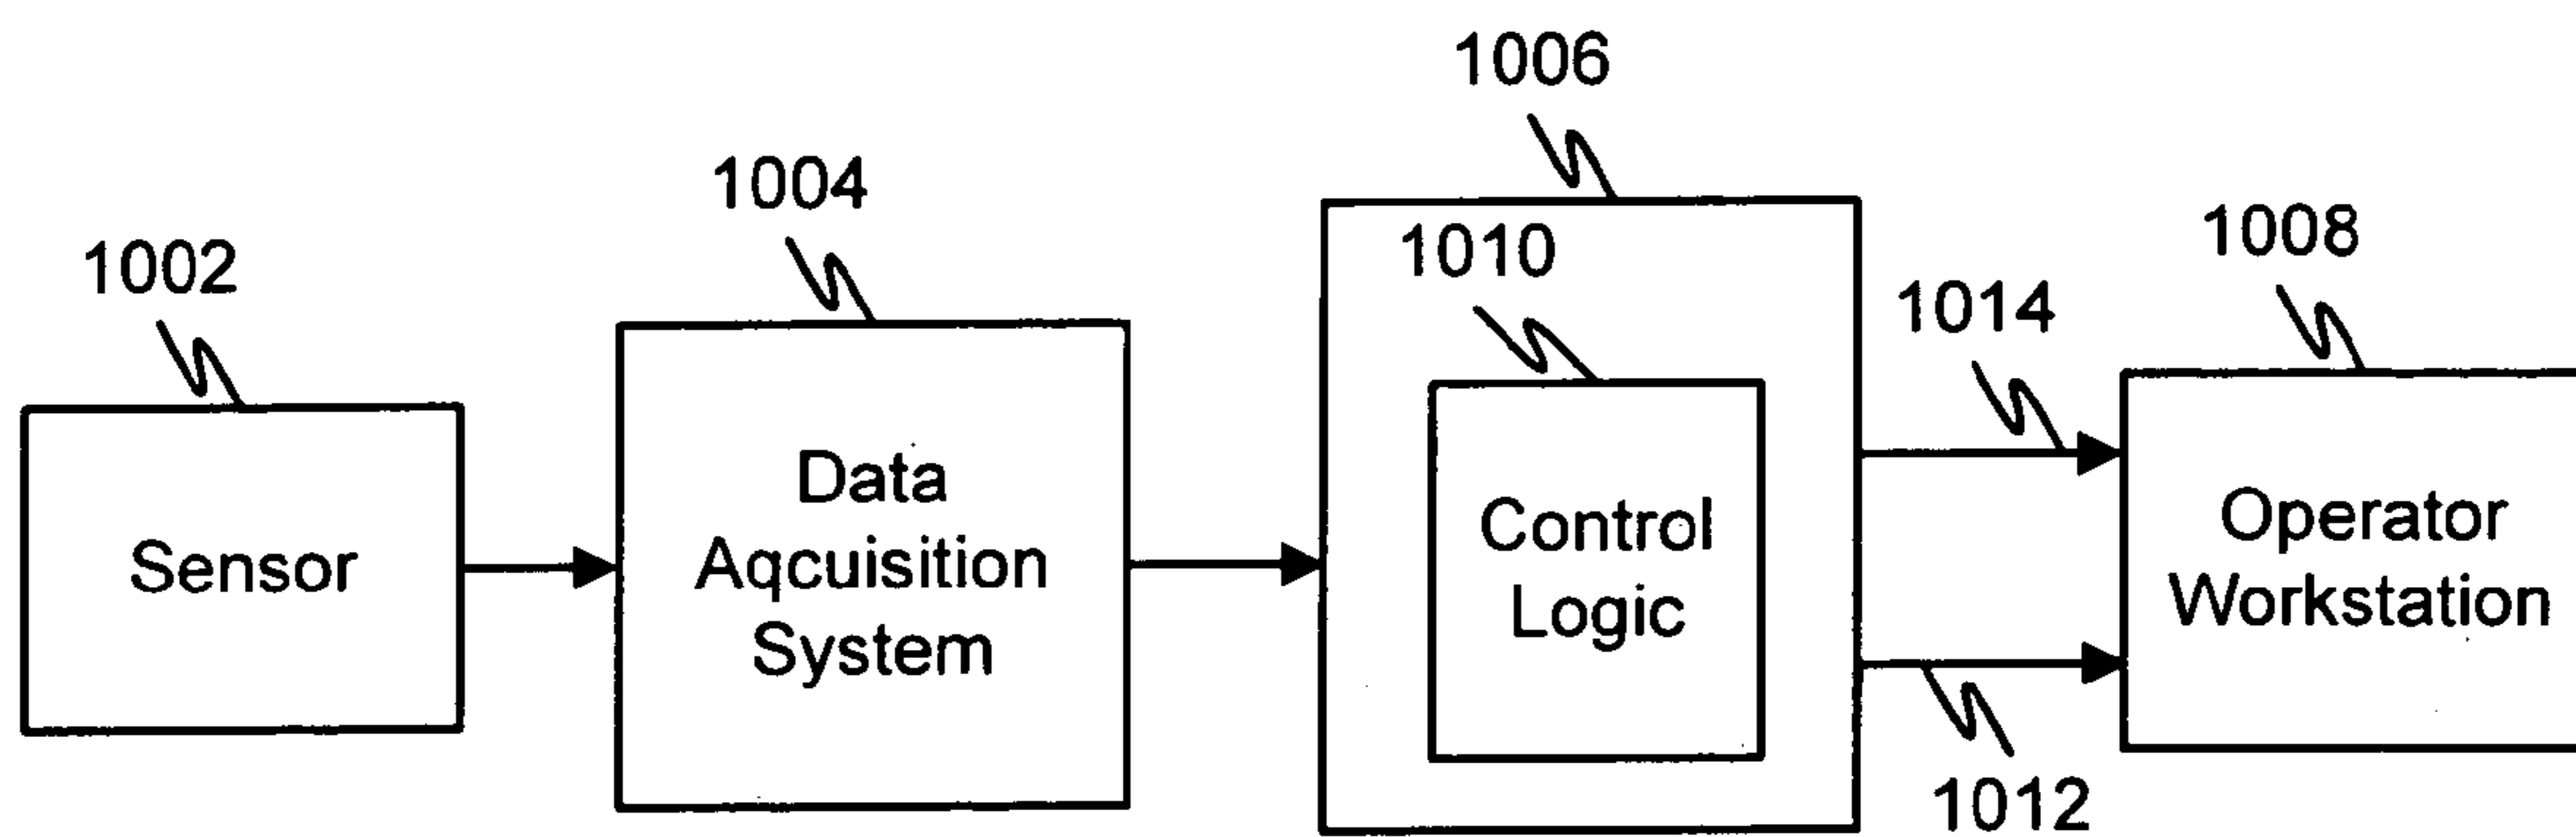 1006
1004
1010
1008
1002
1014
Data
Aqcuisition
System
Sensor
Control
Logic
Operator
Workstation
1012